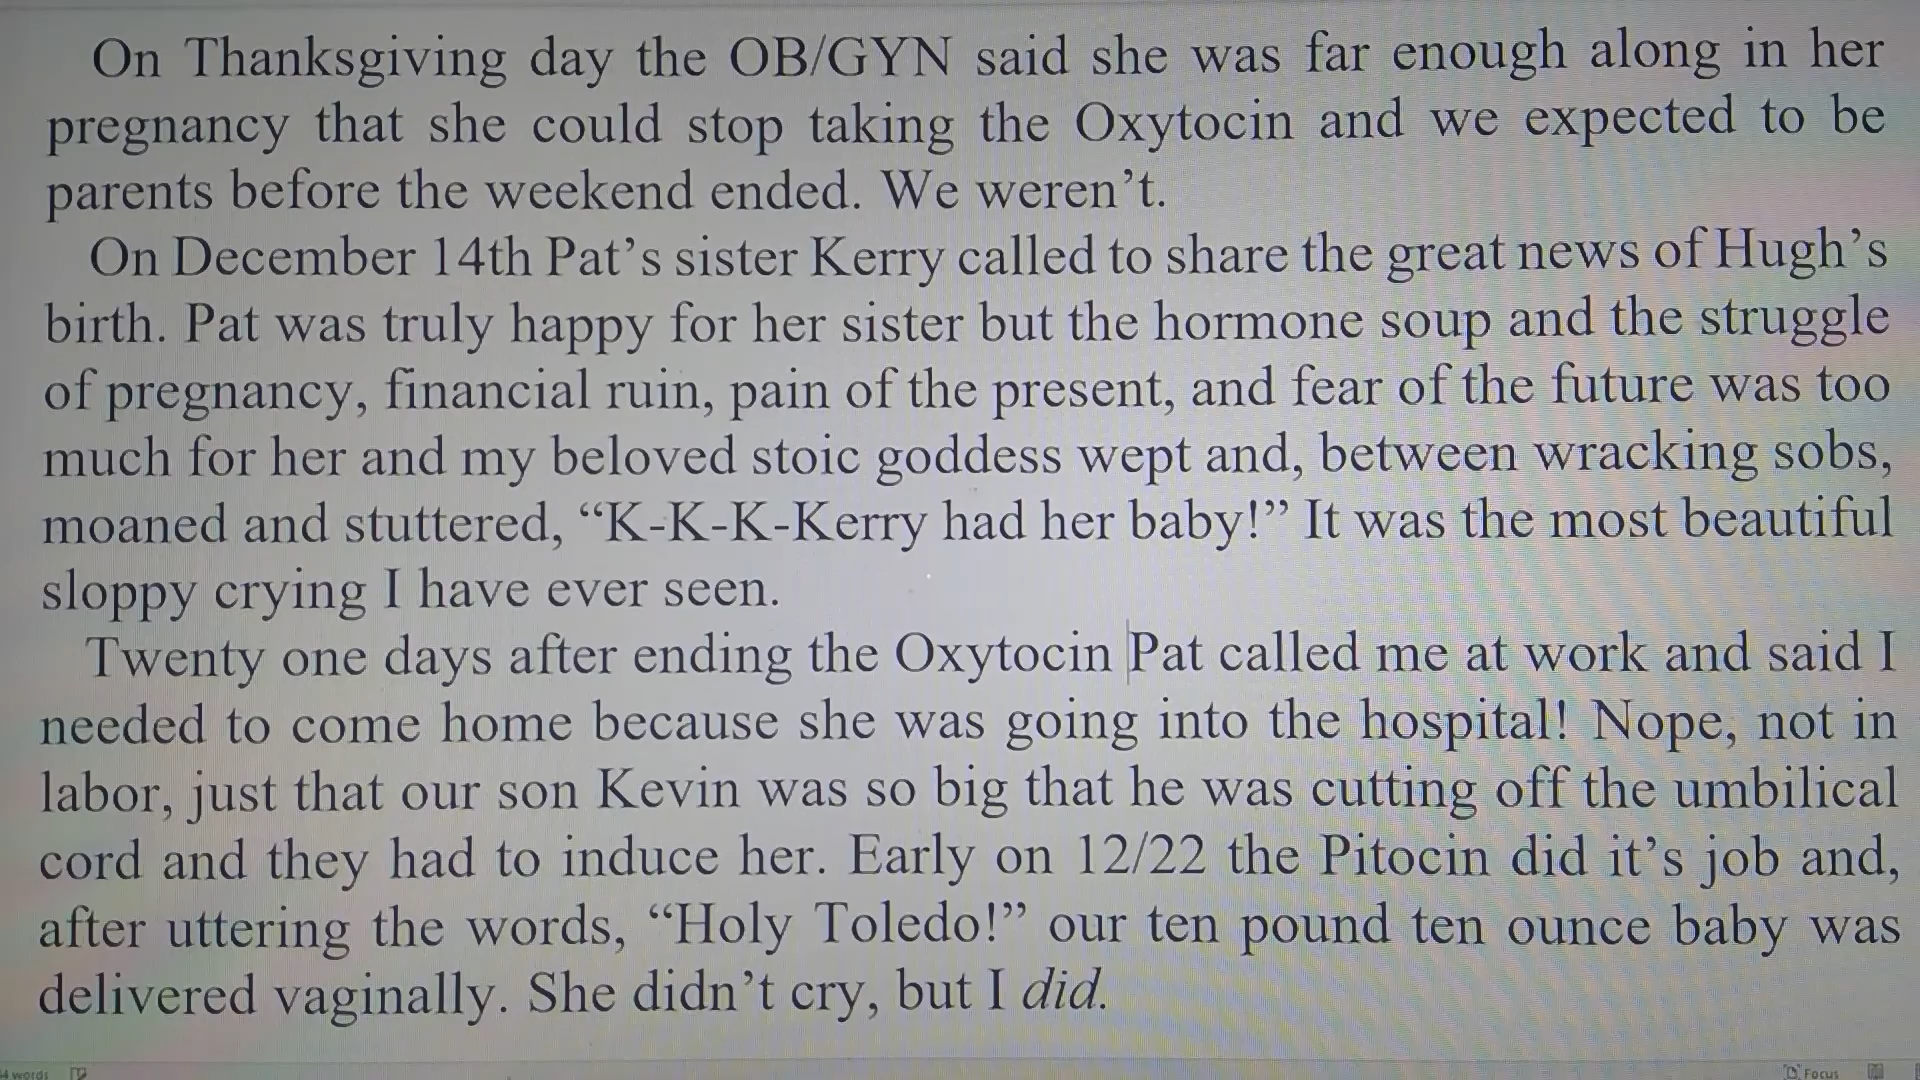 On Thanksgiving day the OB/GYN said she was far enough along in her
pregnancy that she could stop taking the Oxytocin and we expected to be
parents before the weekend ended. We weren’t.
On December 14th Pat’s sister Kerry called to share the great news of Hugh’s
birth. Pat was truly happy for her sister but the hormone soup and the struggle
of pregnancy, financial ruin, pain of the present, and fear of the future was too
much for her and my beloved stoic goddess wept and, between wracking sobs,
moaned and stuttered, “K-K-K-Kerry had her baby!” It was the most beautiful
sloppy crying I have ever seen.
Twenty one days after ending the Oxytocin Pat called me at work and said I
needed to come home because she was going into the hospital! Nope, not in
labor, just that our son Kevin was so big that he was cutting off the umbilical
cord and they had to induce her. Early on 12/22 the Pitocin did it’s job and,
after uttering the words, “Holy Toledo!” our ten pound ten ounce baby was
delivered vaginally. She didn’t cry, but I did.
4 words Focus